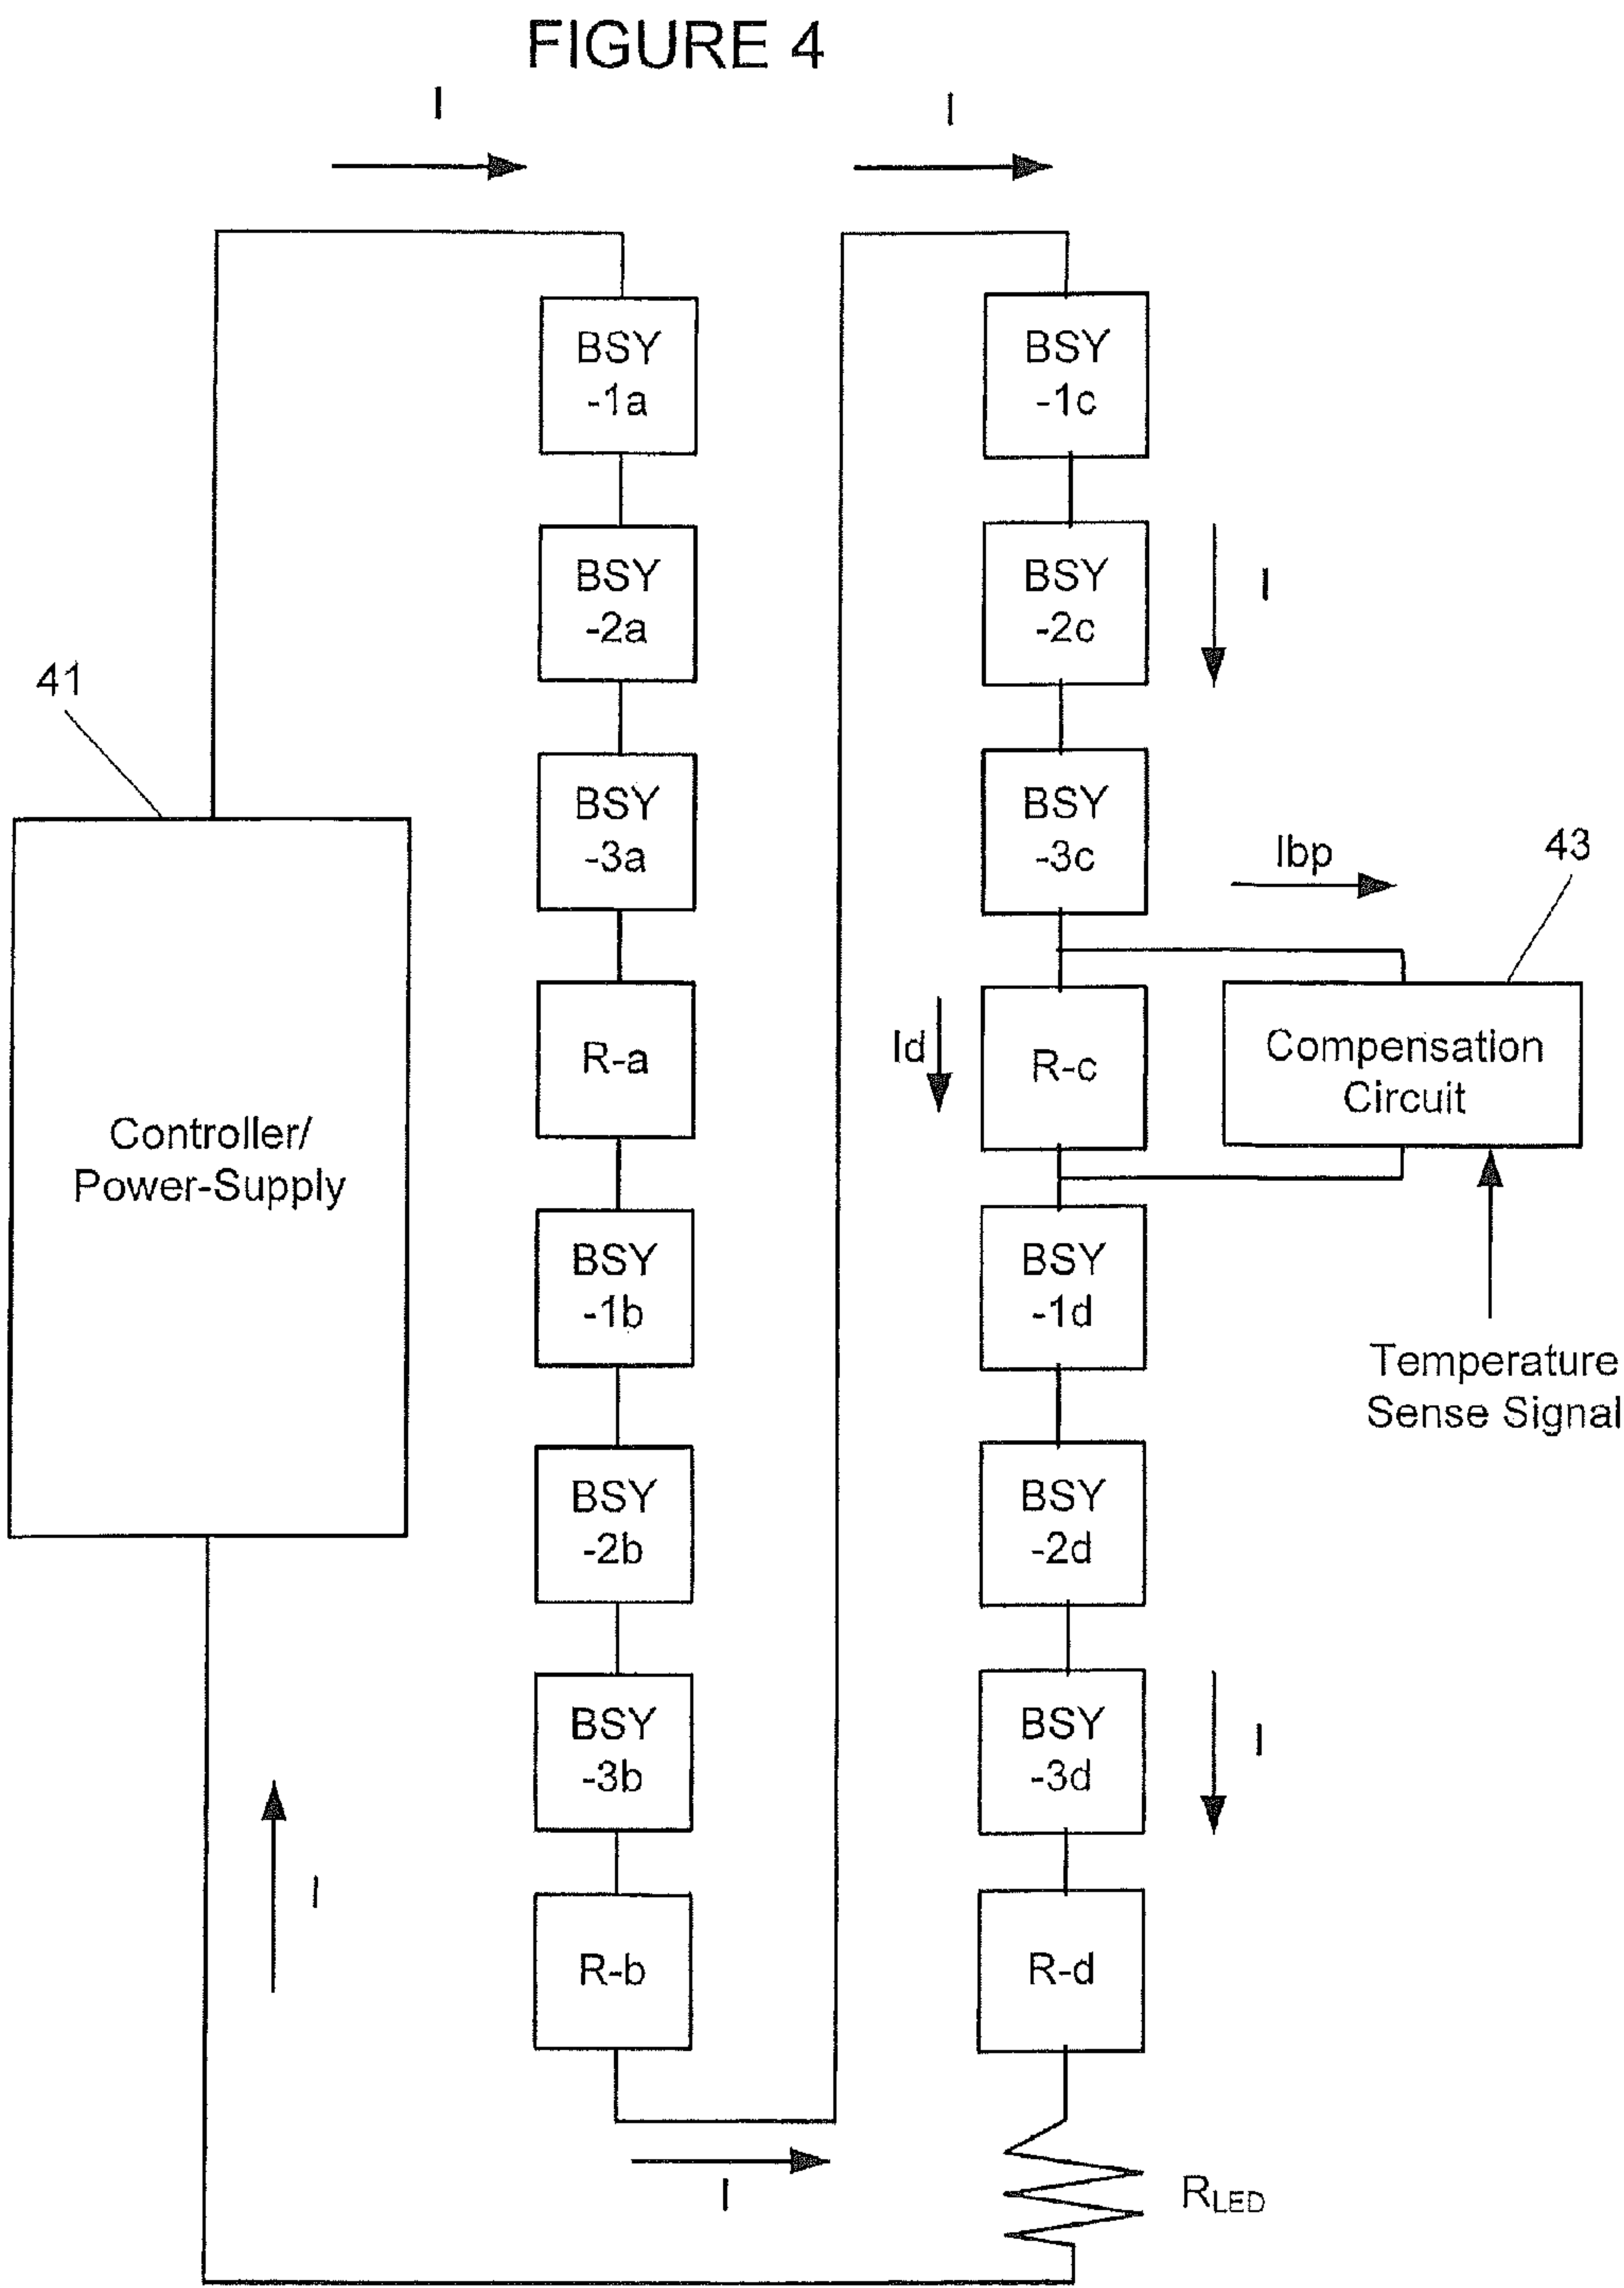 FIGURE 4
I
I
BSY
-1a
BSY
-2a
BSY
-3a
R-a
BSY
-1b
BSY
-2b
BSY
-3b
R-b
I
41
Controller/
Power-Supply
I
BSY
-1c
BSY
-2c
I
BSY
-3c
Ibp
43
Id
R-c
Compensation
Circuit
Temperature
Sense Signal
BSY
-1d
BSY
-2d
BSY
-3d
I
R-d
RLED